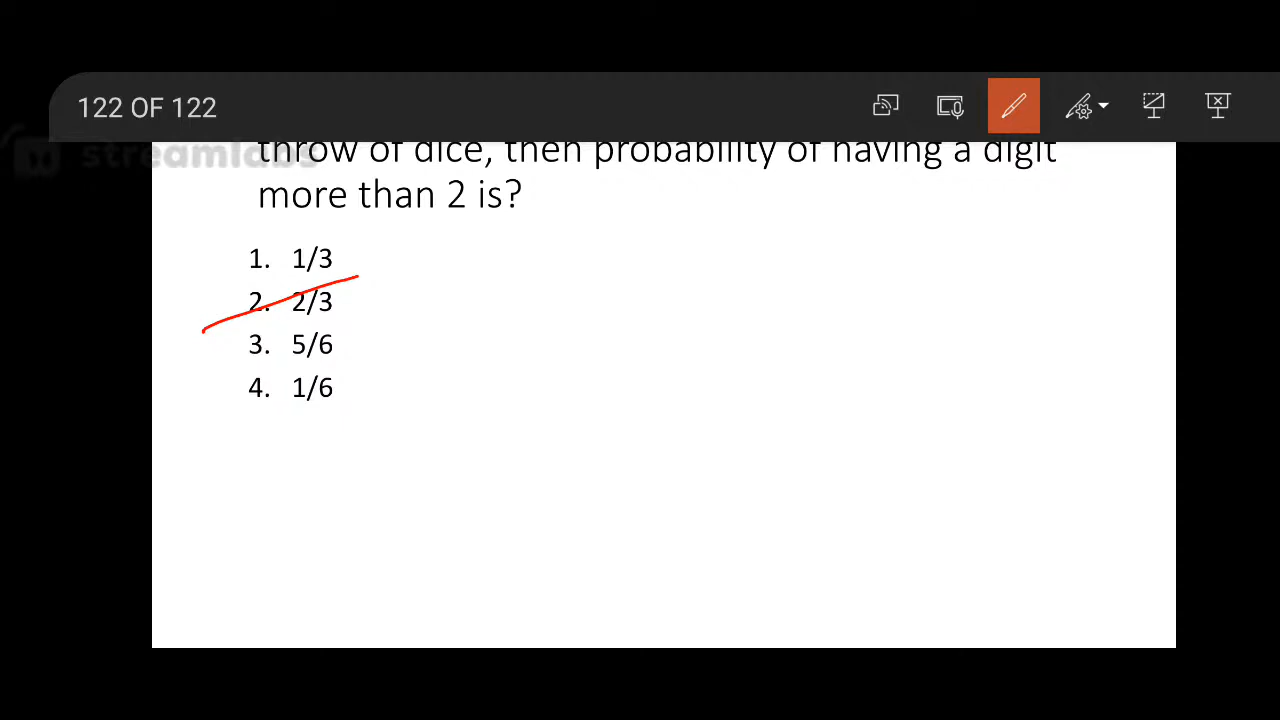 122 OF 122
streamlabs
throw of dice, then probability of having a digit
more than 2 is?
1. 1/3
2. 2/3
3. 5/6
4. 1/6